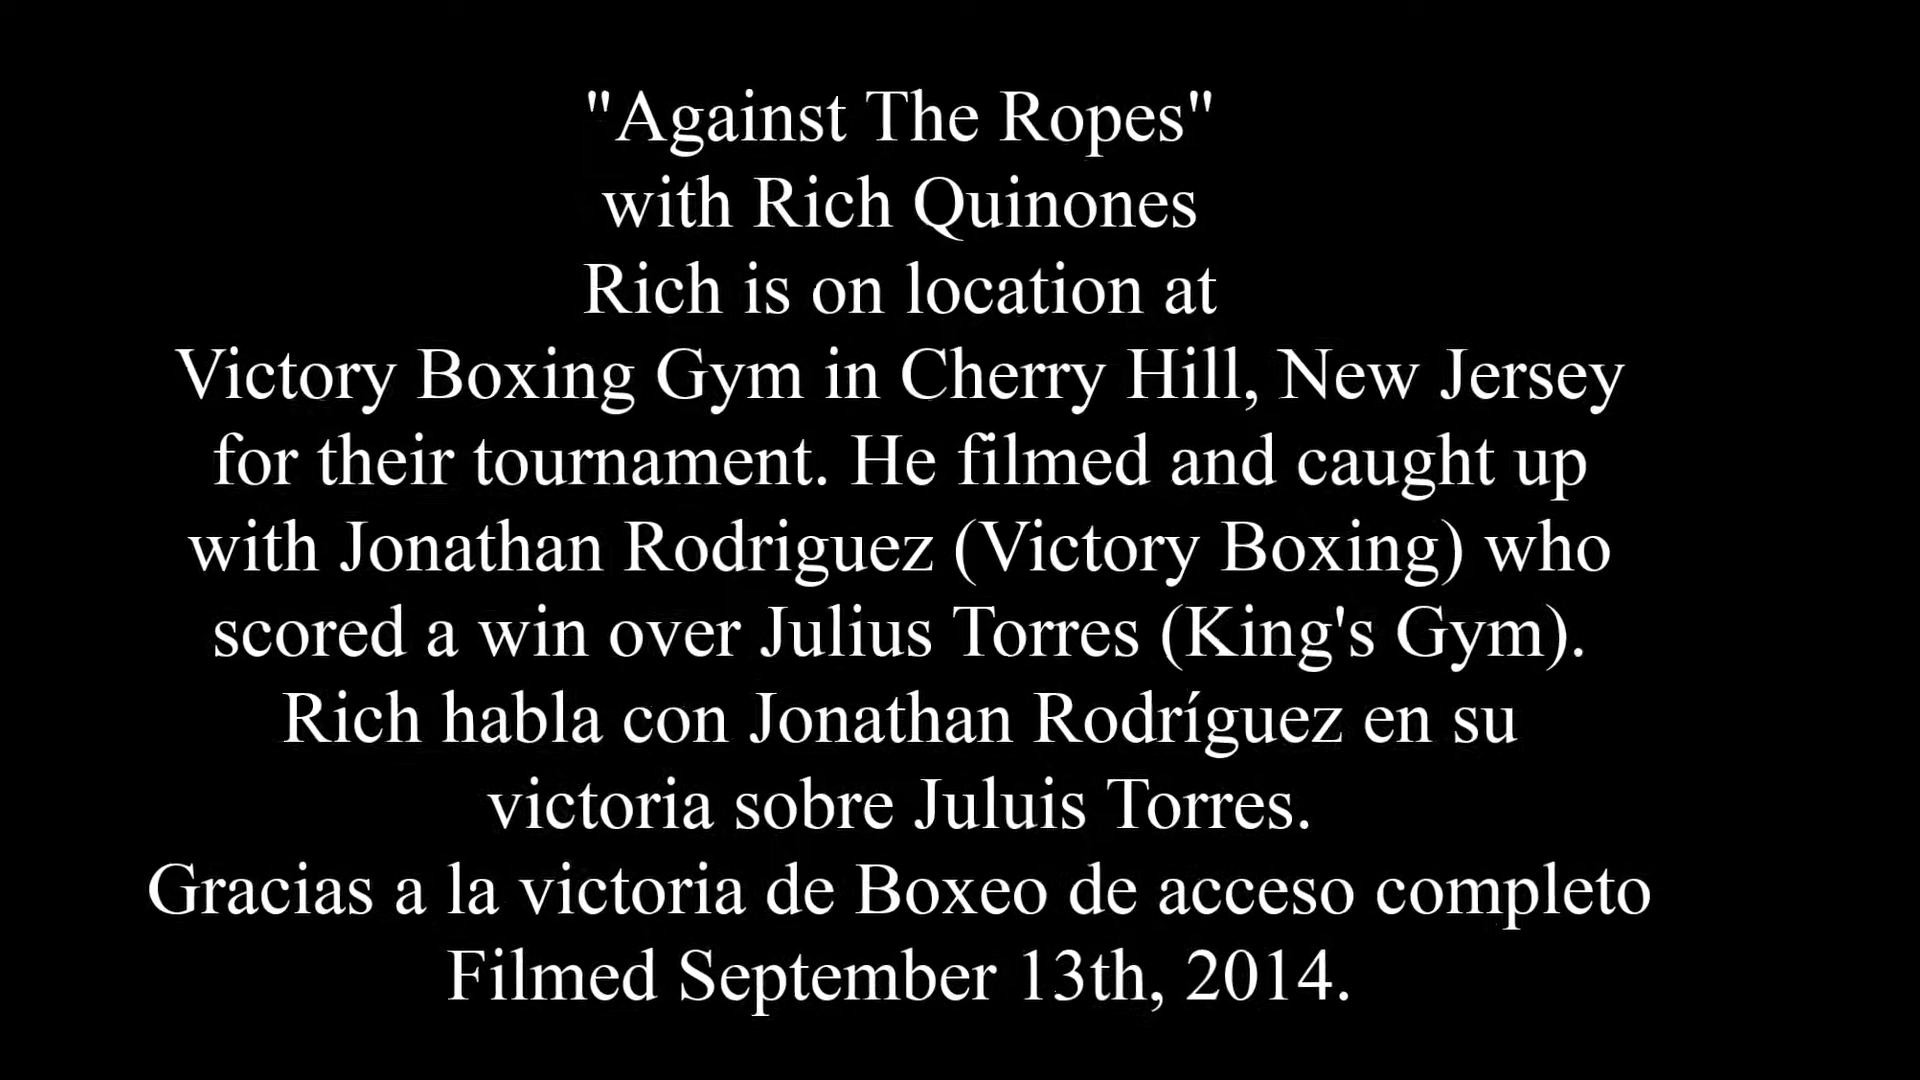 "Against The Ropes"
with Rich Quinones
Rich is on location at
Victory Boxing Gym in Cherry Hill, New Jersey
for their tournament. He filmed and caught up
with Jonathan Rodriguez (Victory Boxing) who
scored a win over Julius Torres (King's Gym).
Rich habla con Jonathan Rodríguez en su
victoria sobre Juluis Torres.
Gracias a la victoria de Boxeo de acceso completo
Filmed September 13th, 2014.